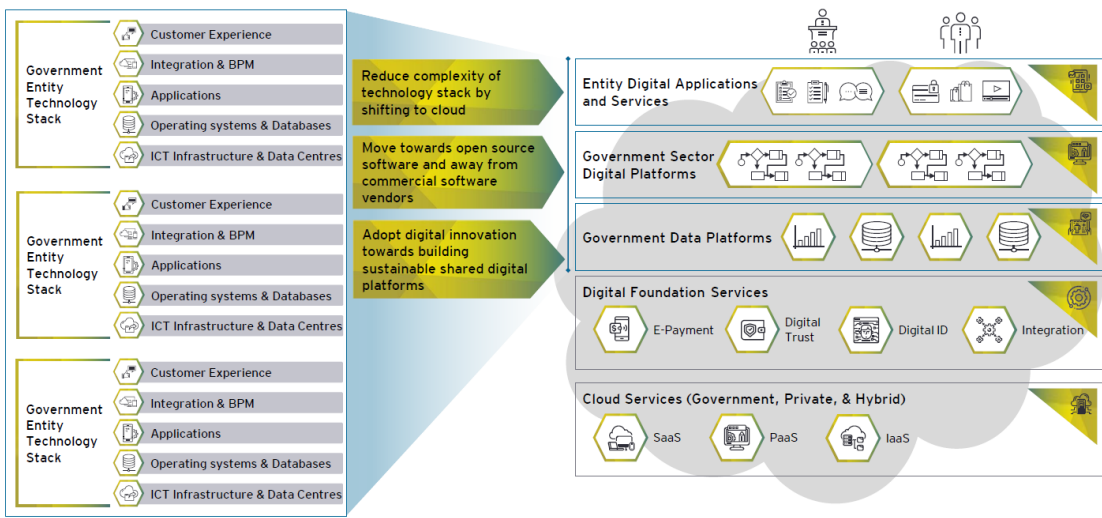 Government
Entity
Technology
Stack
Customer Experience
Integration & BPM
Applications
Operating systems & Databases
ICT Infrastructure & Data Centres
Government
Entity
Technology
Stack
Customer Experience
Integration & BPM
Applications
Operating systems & Databases
ICT Infrastructure & Data Centres
Government
Entity
Technology
Stack
Customer Experience
Integration & BPM
Applications
Operating systems & Databases
ICT Infrastructure & Data Centres
Reduce complexity of
technology stack by
shifting to cloud
Move towards open source
software and away from
commercial software
vendors
Adopt digital innovation
towards building
sustainable shared digital
platforms
Entity Digital Applications
and Services
Government Sector
Digital Platforms
Government Data Platforms
Digital Foundation Services
E-Payment
Digital
Trust
Digital ID
Integration
Cloud Services (Government, Private, & Hybrid)
SaaS
PaaS
IaaS